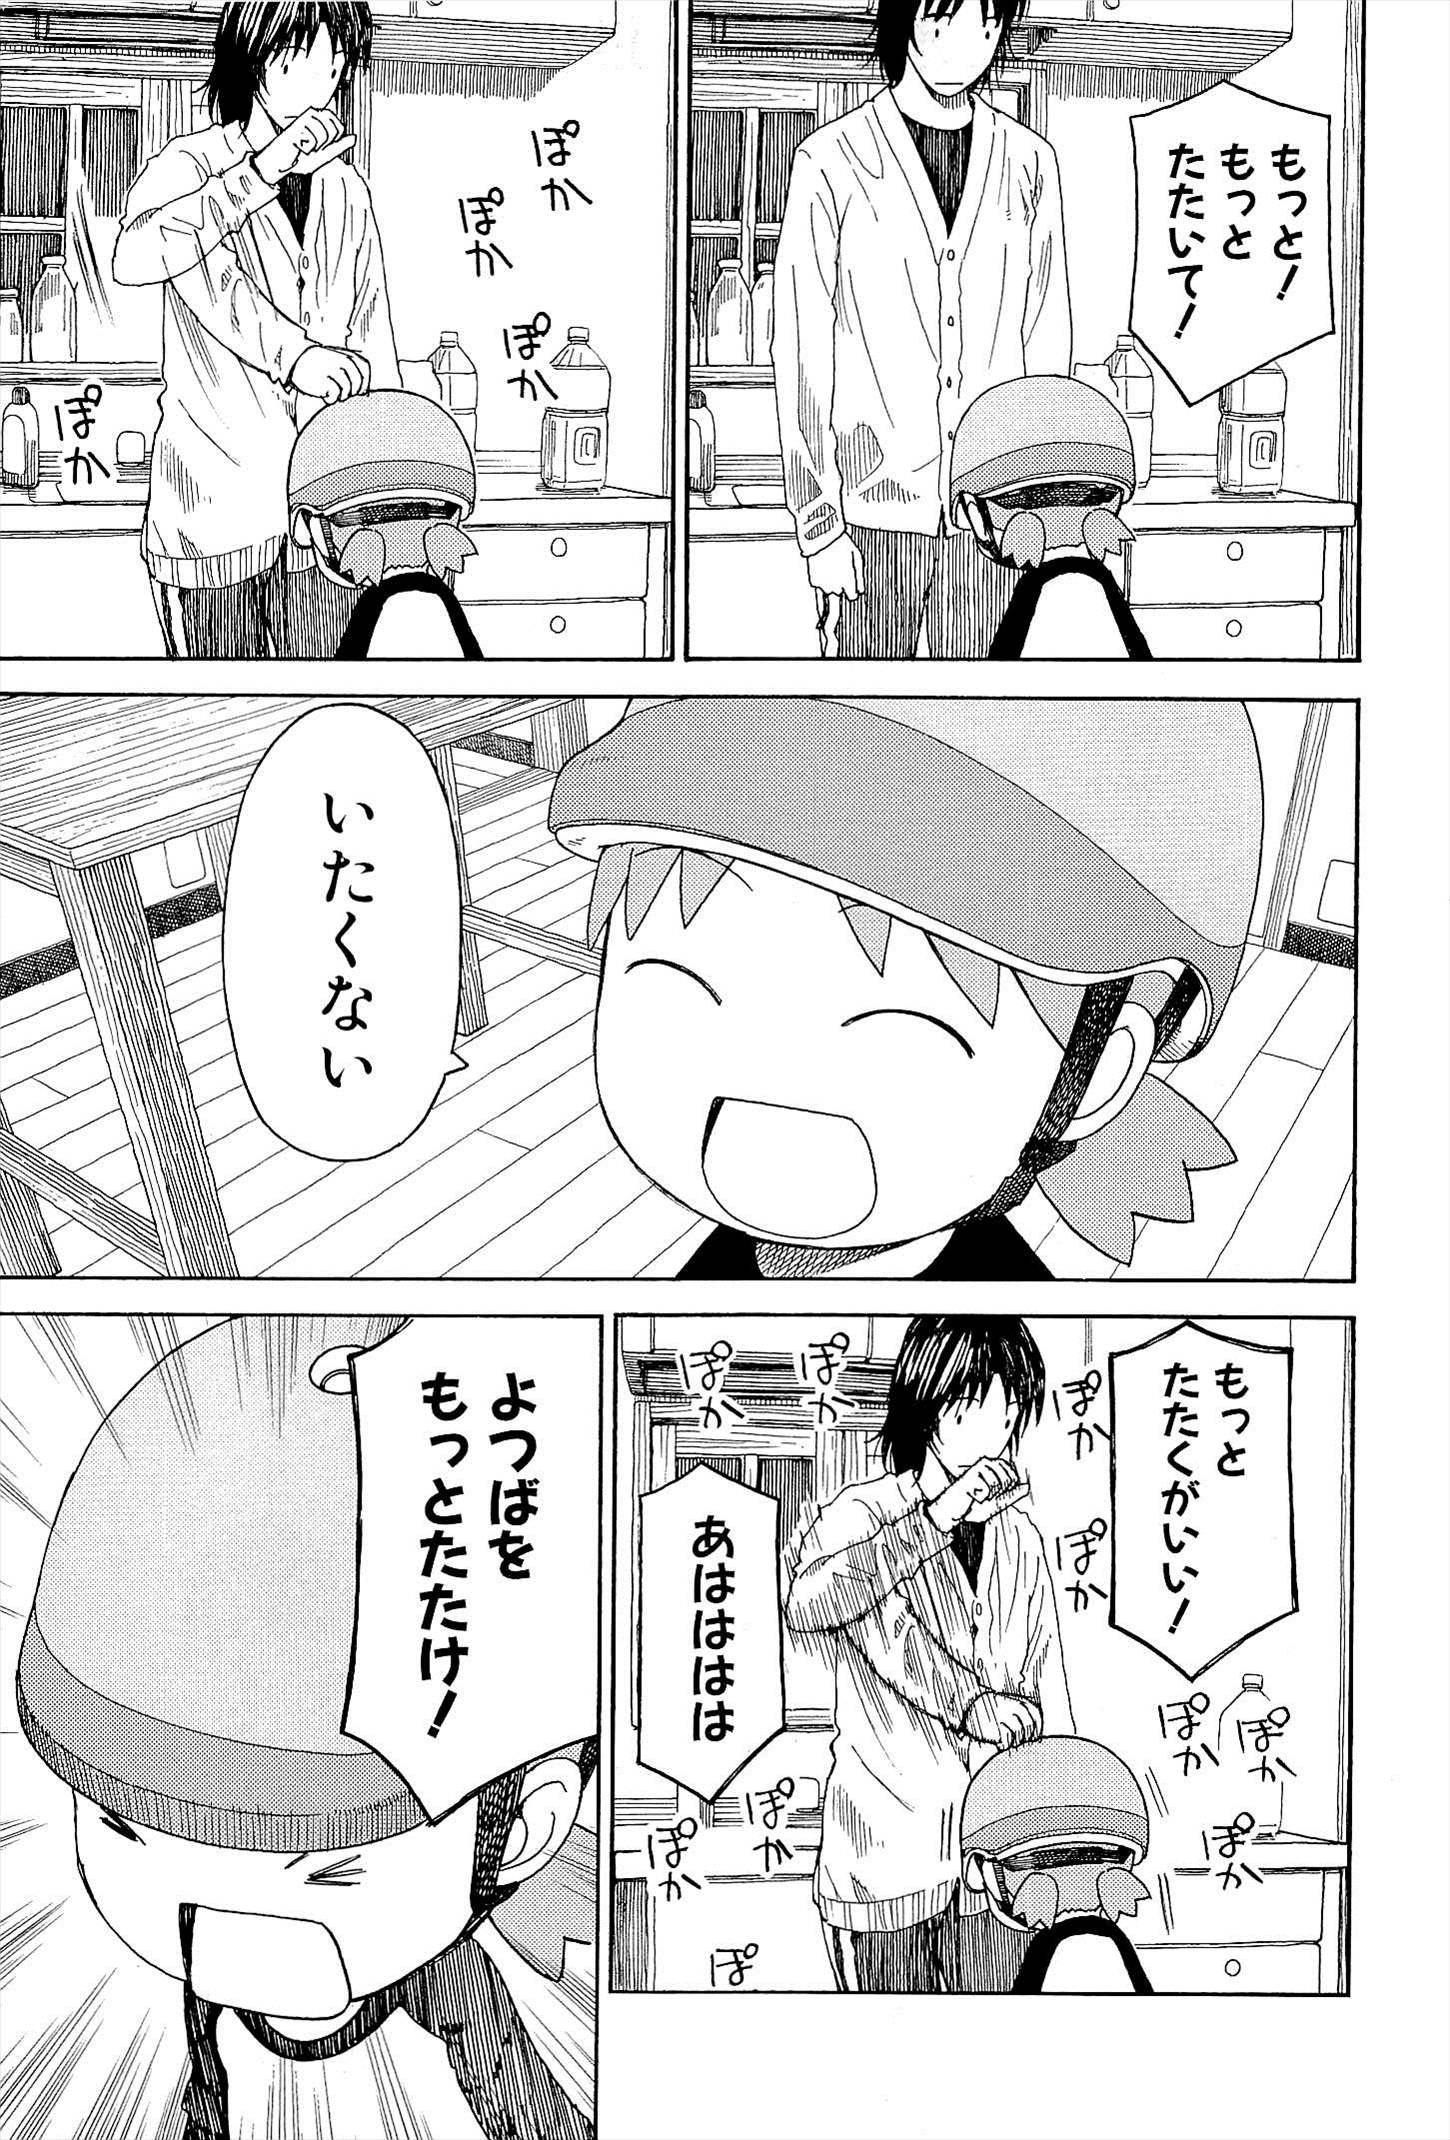 もっと！
もっと
たたいて！
ぽか
ぽか
ぽか
ぽか
いたくない
もっと
たたくがいい！
ぽか
ぽか
ぽか
ぽか
あはははは
ぽか
ぽか
ぽか
ぽか
ぽか
ぽ
よつばを
もっとたたけ！